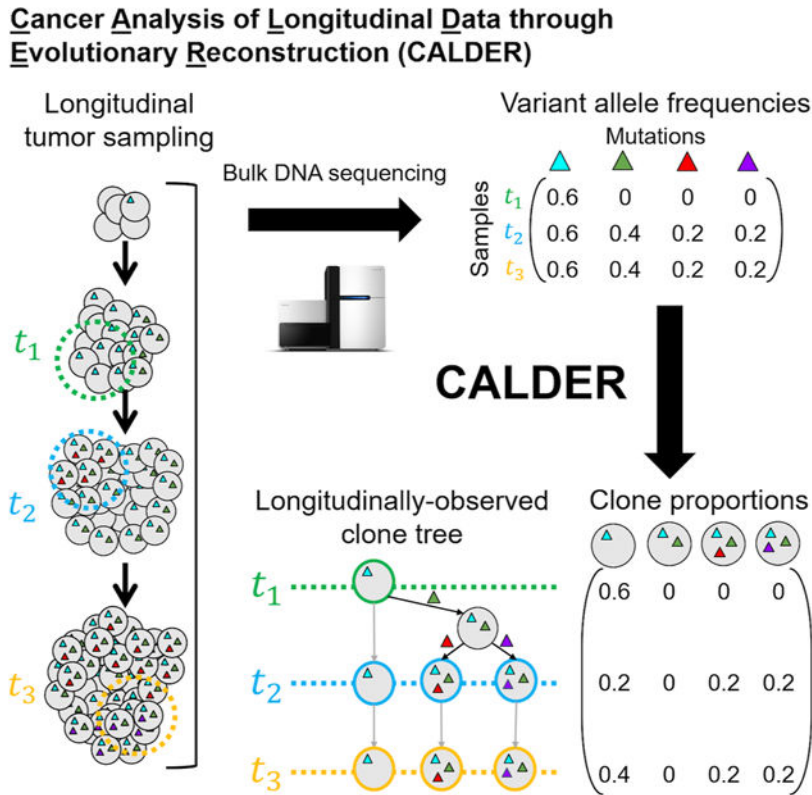 Cancer Analysis of Longitudinal Data through
Evolutionary Reconstruction (CALDER)
Longitudinal
tumor sampling
t1
t2
t3
Bulk DNA sequencing
Variant allele frequencies
Mutations
Samples
t1 0.6 0 0 0
t2 0.6 0.4 0.2 0.2
t3 0.6 0.4 0.2 0.2
CALDER
Longitudinally-observed
clone tree
t1
t2
t3
Clone proportions
0.6 0 0 0
0.2 0 0.2 0.2
0.4 0 0.2 0.2